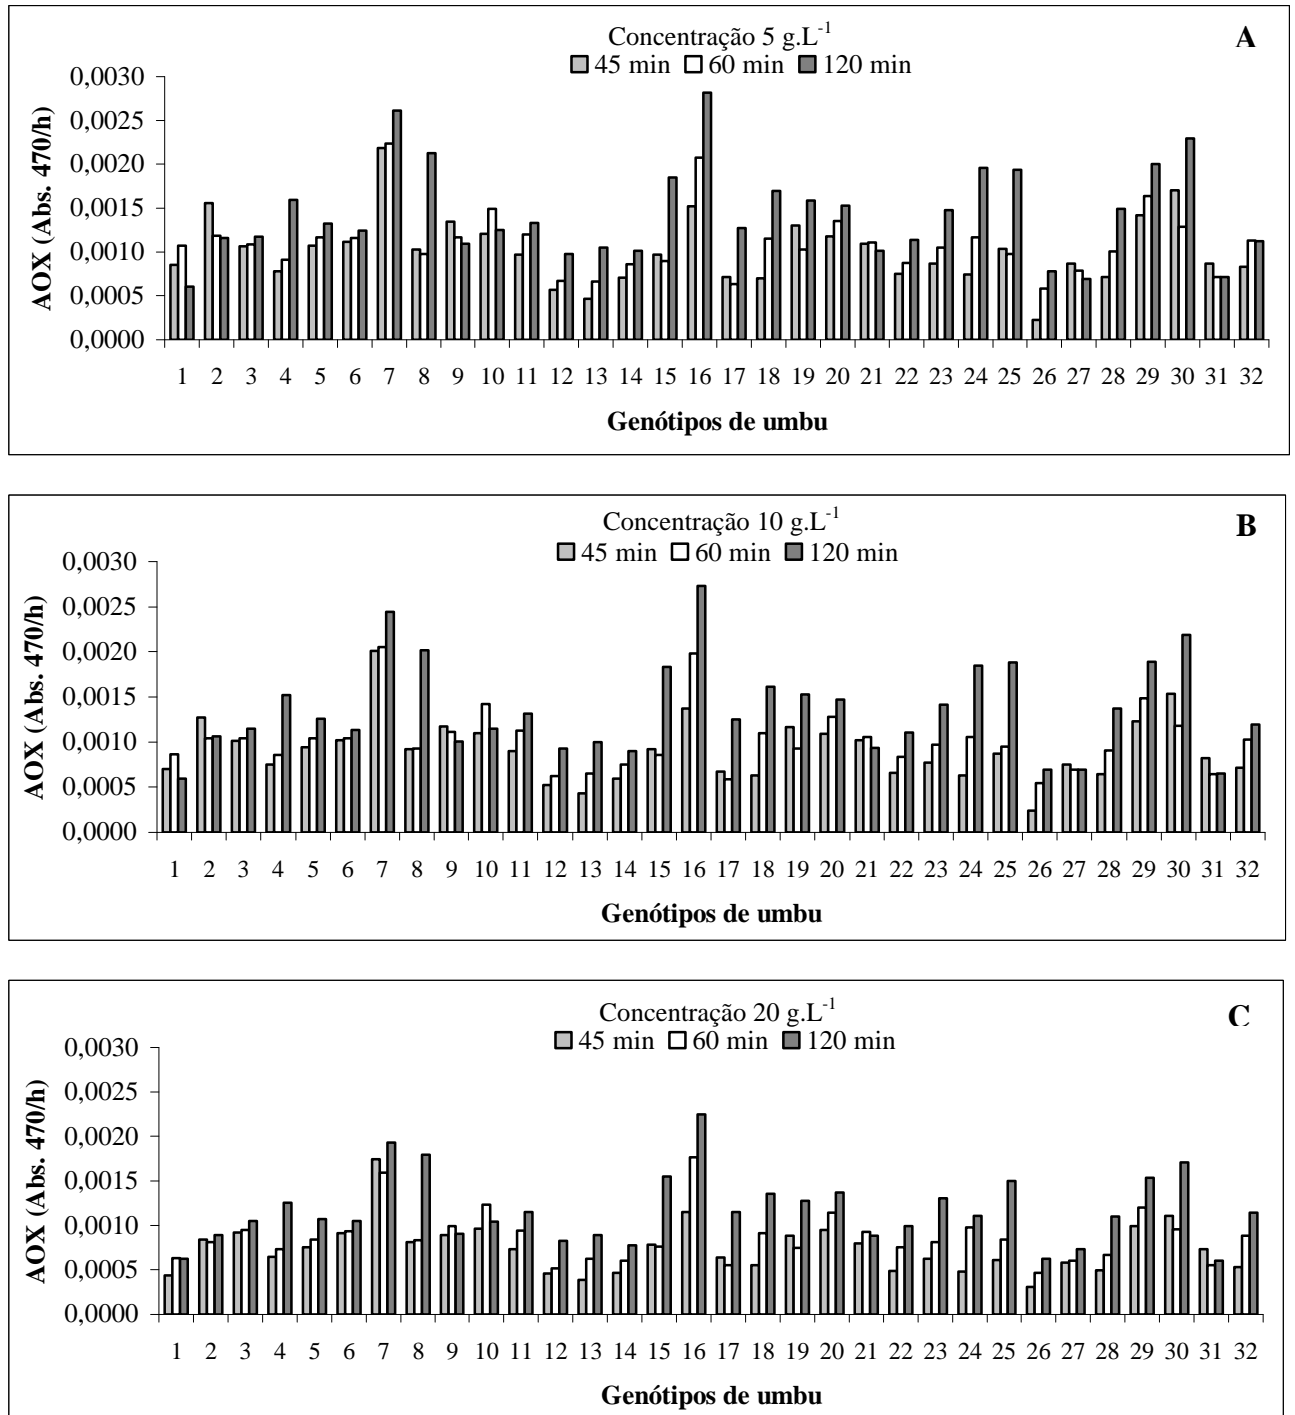 Concentração 5 g.L-1
A
45 min 60 min 120 min
0,0030
0,0025
0,0020
0,0015
0,0010
0,0005
0,0000
AOX (Abs. 470/h)
1 2 3 4 5 6 7 8 9 10 11 12 13 14 15 16 17 18 19 20 21 22 23 24 25 26 27 28 29 30 31 32
Genótipos de umbu
Concentração 10 g.L-1
B
45 min 60 min 120 min
0,0030
0,0025
0,0020
0,0015
0,0010
0,0005
0,0000
AOX (Abs. 470/h)
1 2 3 4 5 6 7 8 9 10 11 12 13 14 15 16 17 18 19 20 21 22 23 24 25 26 27 28 29 30 31 32
Genótipos de umbu
Concentração 20 g.L-1
C
45 min 60 min 120 min
0,0030
0,0025
0,0020
0,0015
0,0010
0,0005
0,0000
AOX (Abs. 470/h)
1 2 3 4 5 6 7 8 9 10 11 12 13 14 15 16 17 18 19 20 21 22 23 24 25 26 27 28 29 30 31 32
Genótipos de umbu